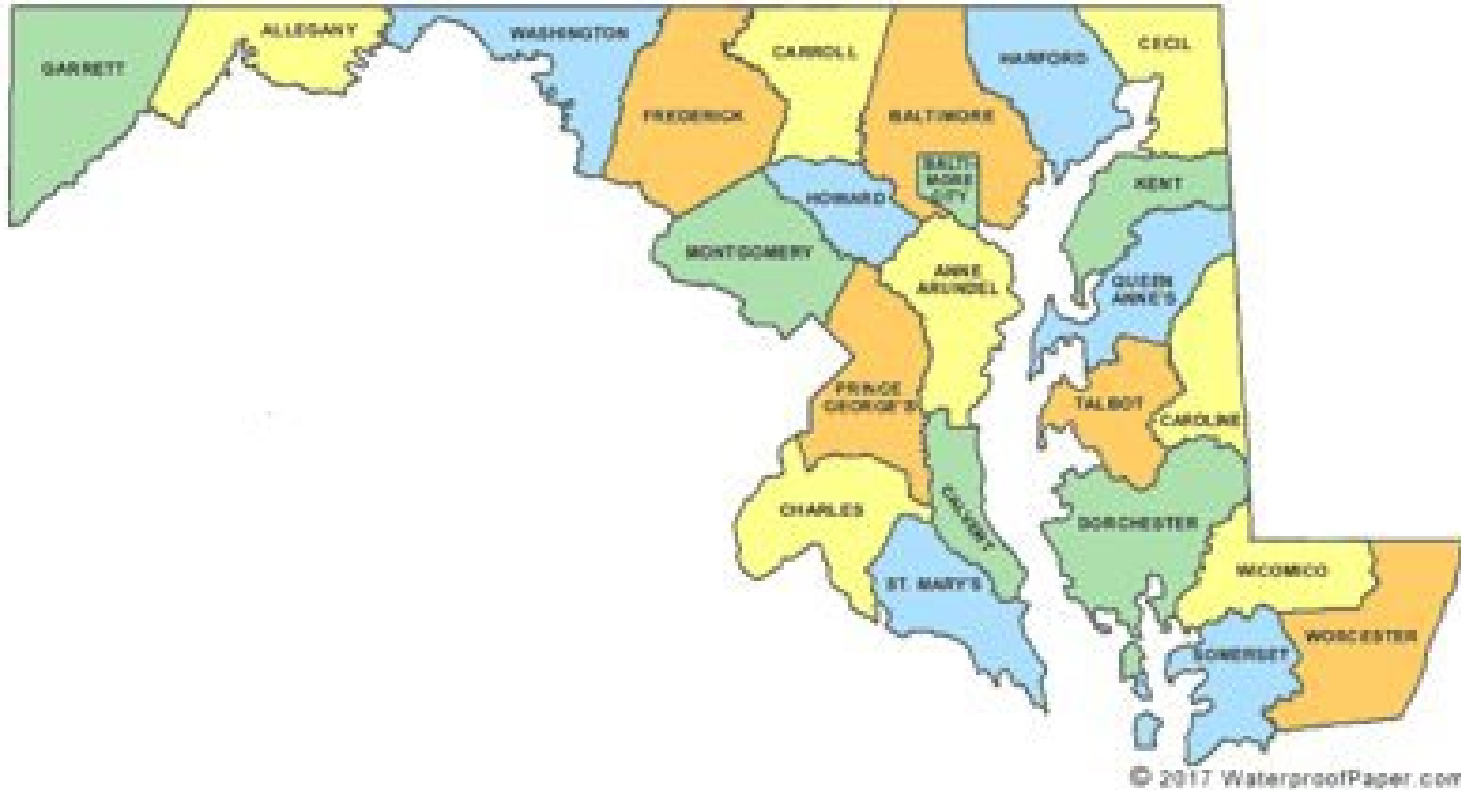 GARRETT
ALLEGANY
WASHINGTON
FREDERICK
CARROLL
BALTIMORE
HARFORD
CECIL
BALTI-
MORE
CITY
HOWARD
KENT
MONTGOMERY
ANNE
ARUNDEL
QUEEN
ANNE'S
PRINCE
GEORGE'S
TALBOT
CAROLINE
CHARLES
CALVERT
DORCHESTER
ST. MARY'S
WICOMICO
WORCESTER
SOMERSET
© 2017 WaterproofPaper.com